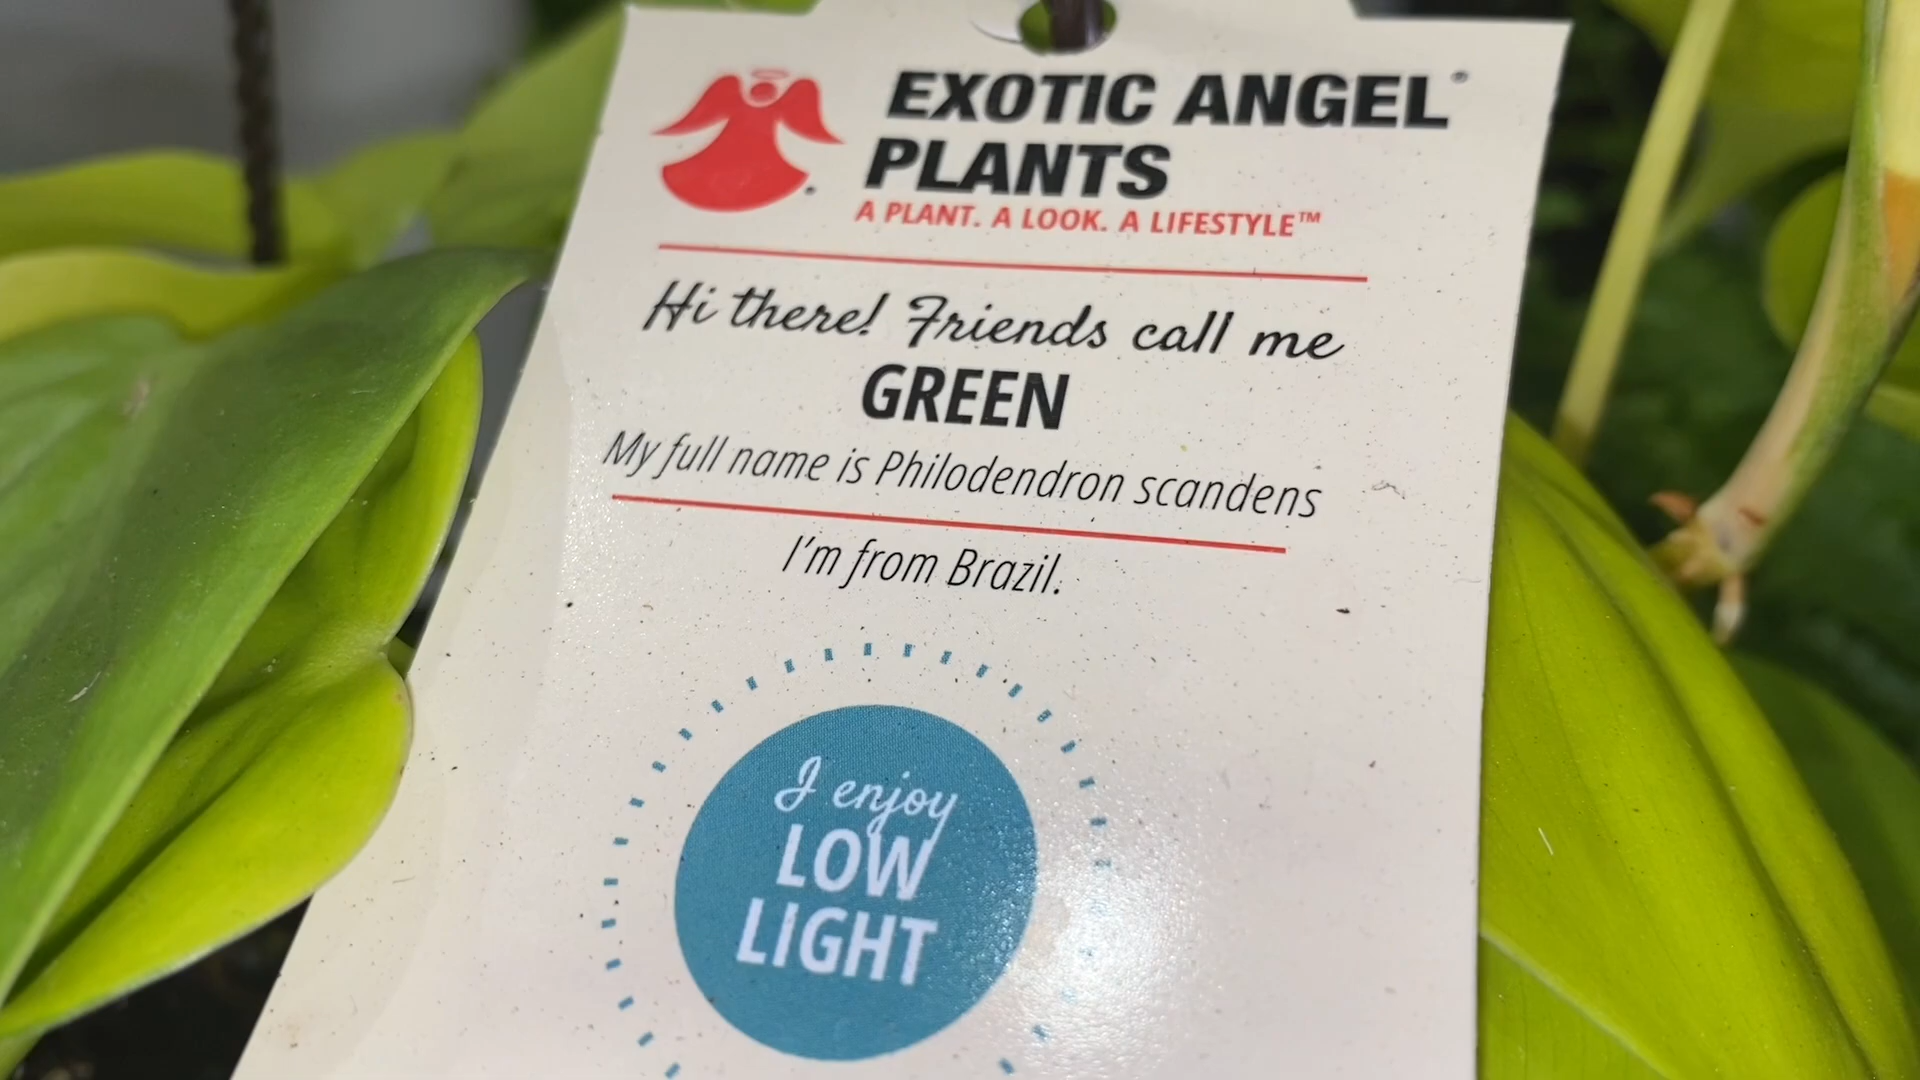 EXOTIC ANGEL®
PLANTS
A PLANT. A LOOK. A LIFESTYLE™
Hi there! Friends call me
GREEN
My full name is Philodendron scandens
I'm from Brazil.
I enjoy
LOW
LIGHT